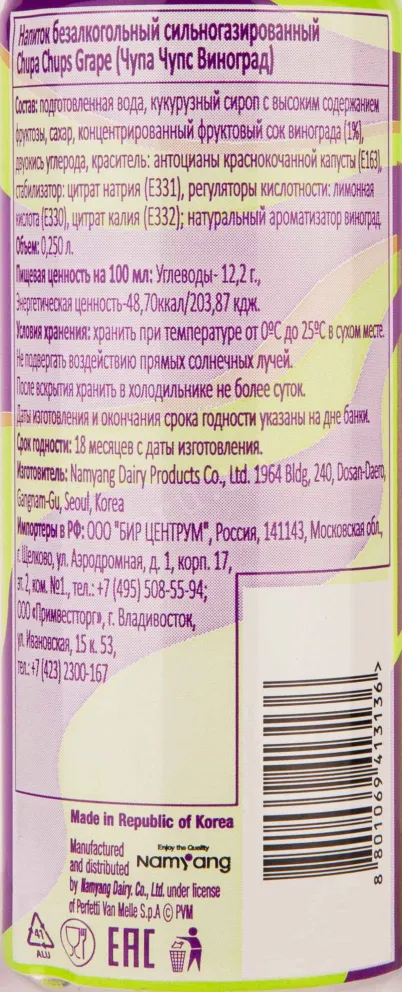 Напиток безалкогольный сильногазированный
Chupa Chups Grape (Чупа Чупс Виноград)
Состав: подготовленная вода, кукурузный сироп с высоким содержанием
фруктозы, сахар, концентрированный фруктовый сок винограда (1%),
двуокись углерода, краситель: антоцианы краснокочанной капусты (Е163),
стабилизатор: цитрат натрия (Е331), регуляторы кислотности: лимонная
кислота (Е330), цитрат калия (Е332); натуральный ароматизатор виноград.
Объем: 0,250 л.
Пищевая ценность на 100 мл: Углеводы- 12,2 г.,
Энергетическая ценность-48,70ккал/203,87 кдж.
Условия хранения: хранить при температуре от 0ºС до 25ºС в сухом месте.
Не подвергать воздействию прямых солнечных лучей.
После вскрытия хранить в холодильнике не более суток.
Даты изготовления и окончания срока годности указаны на дне банки.
Срок годности: 18 месяцев с даты изготовления.
Изготовитель: Namyang Dairy Products Co., Ltd. 1964 Bldg, 240, Dosan-Daero,
Gangnam-Gu, Seoul, Korea
Импортеры в РФ: ООО "БИР ЦЕНТРУМ", Россия, 141143, Московская обл.,
г. Щелково, ул. Аэродромная, д. 1, корп. 17,
эт. 2, ком. №1., тел.: +7 (495) 508-55-94;
ООО «Примвестторг», г. Владивосток,
ул. Ивановская, 15 к. 53,
тел.: +7 (423) 2300-167
8 801069 413136 >
Made in Republic of Korea
Manufactured
and distributed
Enjoy the Quality
Namyang
by Namyang Dairy. Co., Ltd. under license
of Perfetti Van Melle S.p.A © PVM
41
ALU
EAC